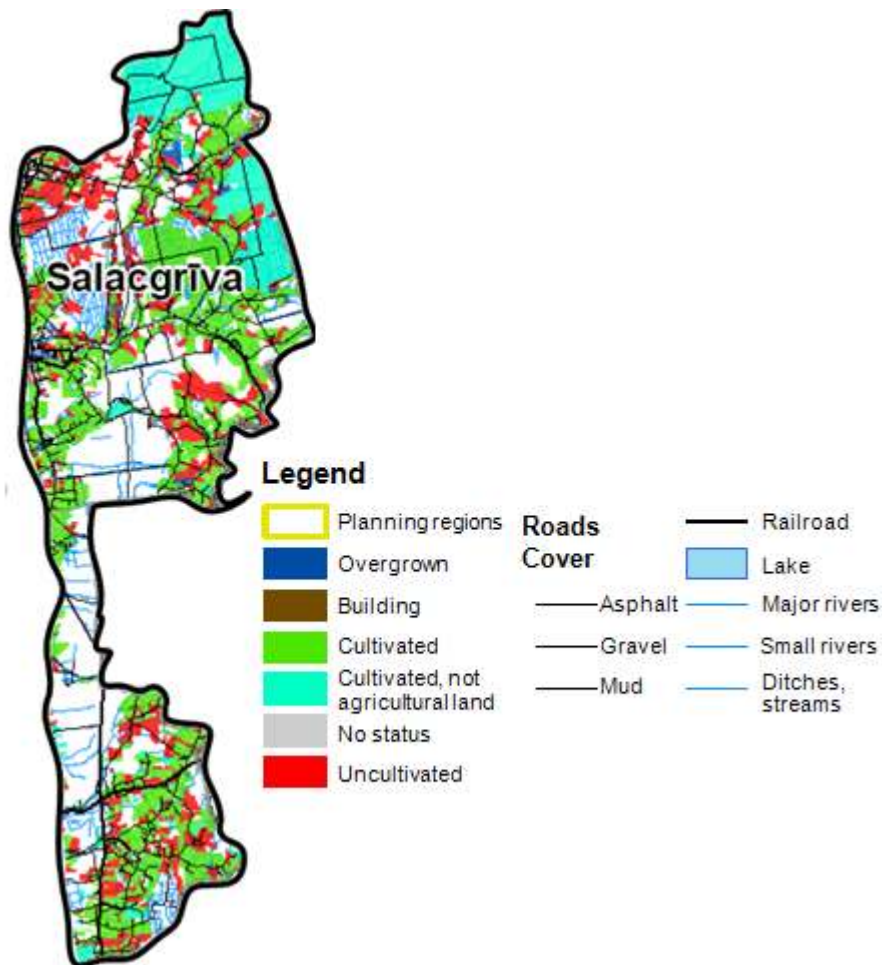 Salacgrīva
Legend
Planning regions
Overgrown
Building
Cultivated
Cultivated, not
agricultural land
No status
Uncultivated
Roads
Cover
Asphalt
Gravel
Mud
Railroad
Lake
Major rivers
Small rivers
Ditches,
streams